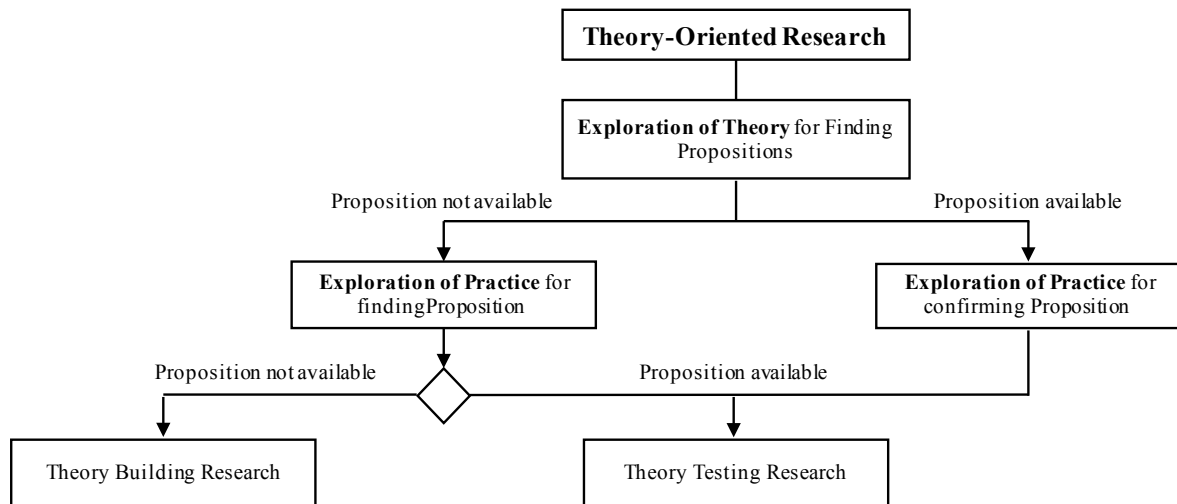 Theory-Oriented Research
Exploration of Theory for Finding
Propositions
Proposition not available
Proposition available
Exploration of Practice for
findingProposition
Exploration of Practice for
confirming Proposition
Proposition not available
Proposition available
Theory Building Research
Theory Testing Research